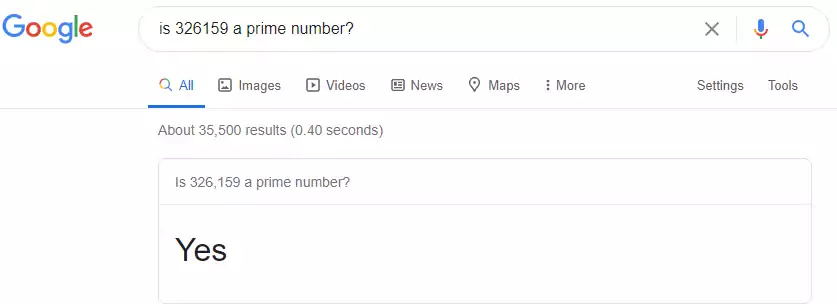 Google is 326159 a prime number?
All Images Videos News Maps More Settings Tools
About 35,500 results (0.40 seconds)
Is 326,159 a prime number?
Yes